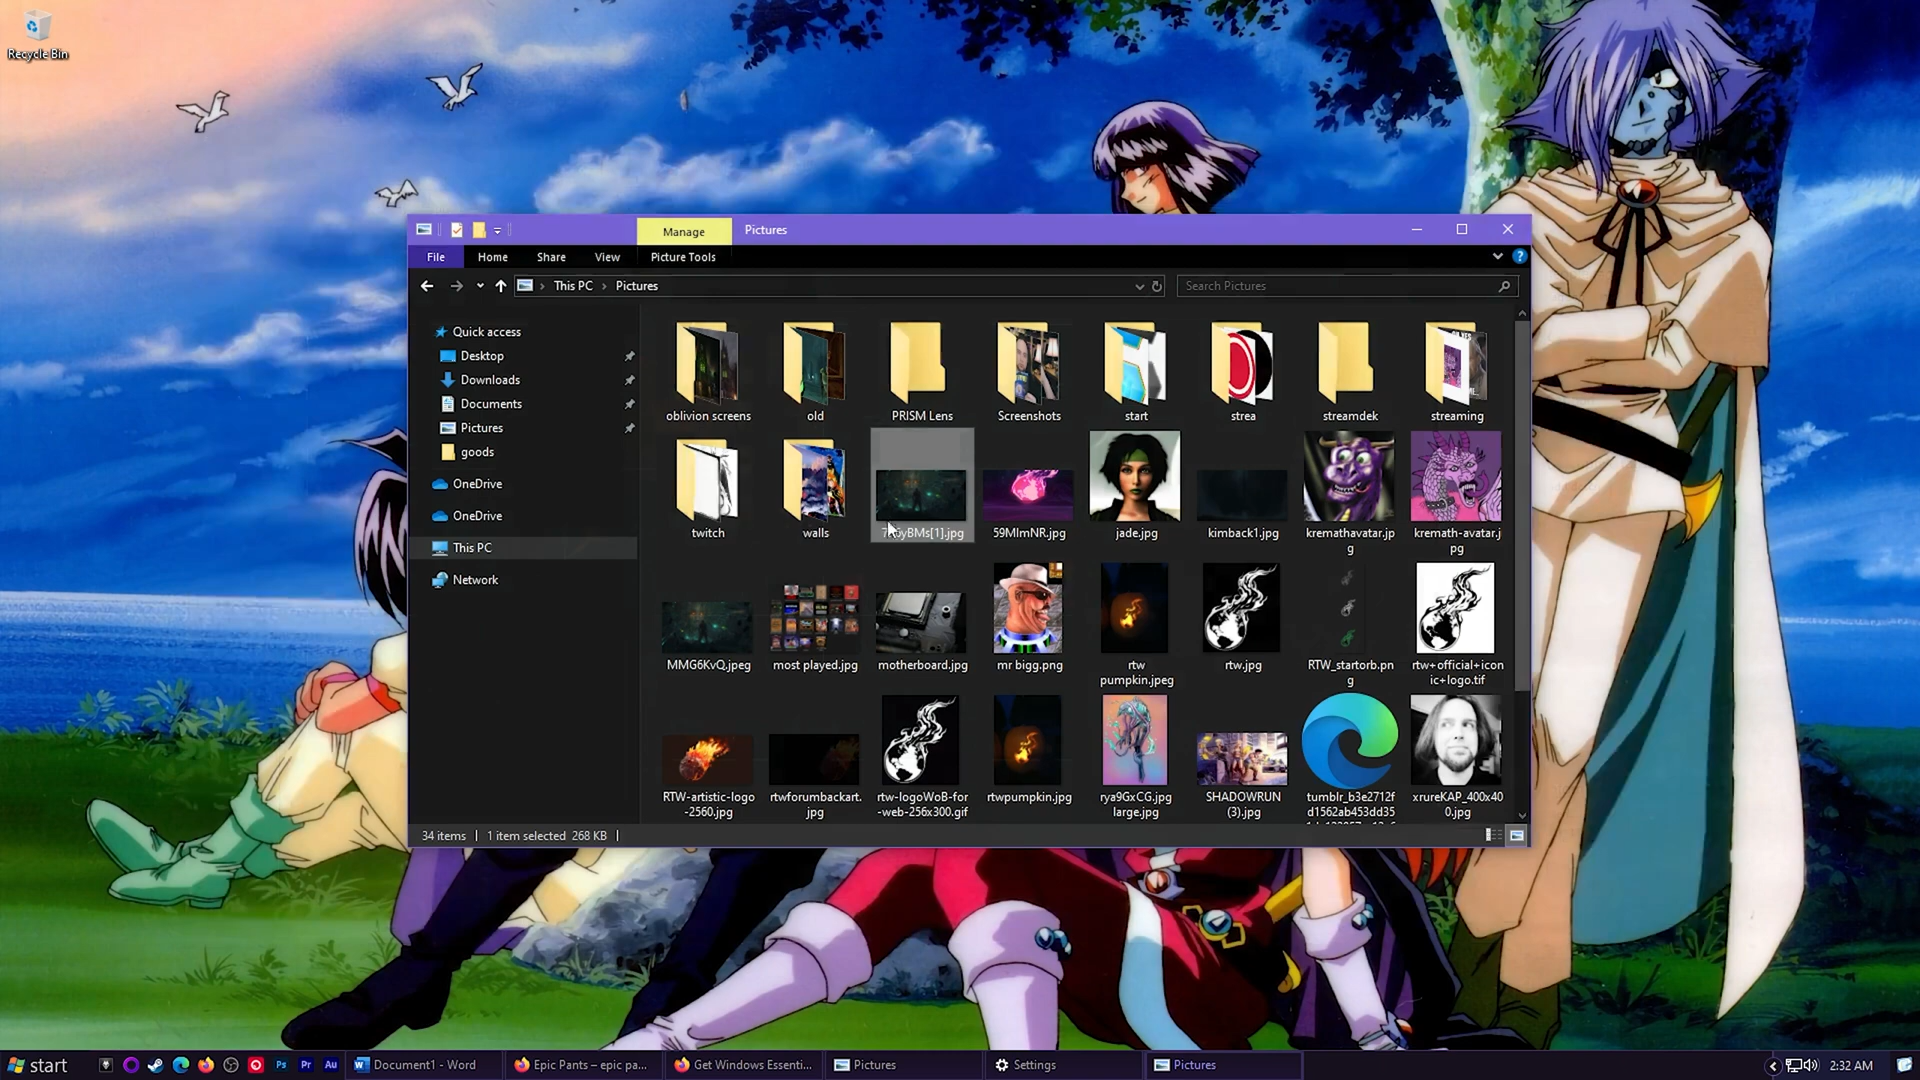 Recycle Bin
Manage
Pictures
File
Home
Share
View
Picture Tools
This PC
Pictures
Search Pictures
Quick access
Desktop
Downloads
Documents
Pictures
goods
OneDrive
OneDrive
This PC
Network
oblivion screens
old
PRISM Lens
Screenshots
start
strea
streamdek
streaming
twitch
walls
yBMs[1].jpg
59MlmNR.jpg
jade.jpg
kimback1.jpg
kremathavatar.jp
g
kremath-avatar.j
pg
MMG6KvQ.jpeg
most played.jpg
motherboard.jpg
mr bigg.png
rtw
pumpkin.jpeg
rtw.jpg
RTW_startorb.pn
g
rtw+official+icon
ic+logo.tif
RTW-artistic-logo
-2560.jpg
rtwforumbackart.
jpg
rtw-logoWoB-for
-web-256x300.gif
rtwpumpkin.jpg
rya9GxCG.jpg
large.jpg
SHADOWRUN
(3).jpg
tumblr_b3e2712f
d1562ab453dd35
xrureKAP_400x40
0.jpg
34 items
1 item selected 268 KB
start
Ps
Pr
Au
Document1 - Word
Epic Pants – epic pa...
Get Windows Essenti...
Pictures
Settings
Pictures
2:32 AM